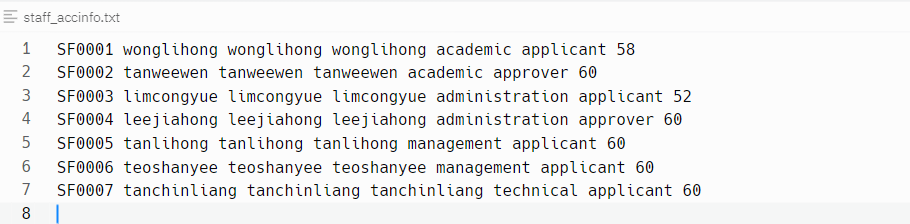 staff_accinfo.txt
1 SF0001 wonglihong wonglihong wonglihong academic applicant 58
2 SF0002 tanweewen tanweewen tanweewen academic approver 60
3 SF0003 limcongyue limcongyue limcongyue administration applicant 52
4 SF0004 leejiahong leejiahong leejiahong administration approver 60
5 SF0005 tanlihong tanlihong tanlihong management applicant 60
6 SF0006 teoshanyee teoshanyee teoshanyee management applicant 60
7 SF0007 tanchinliang tanchinliang tanchinliang technical applicant 60
8